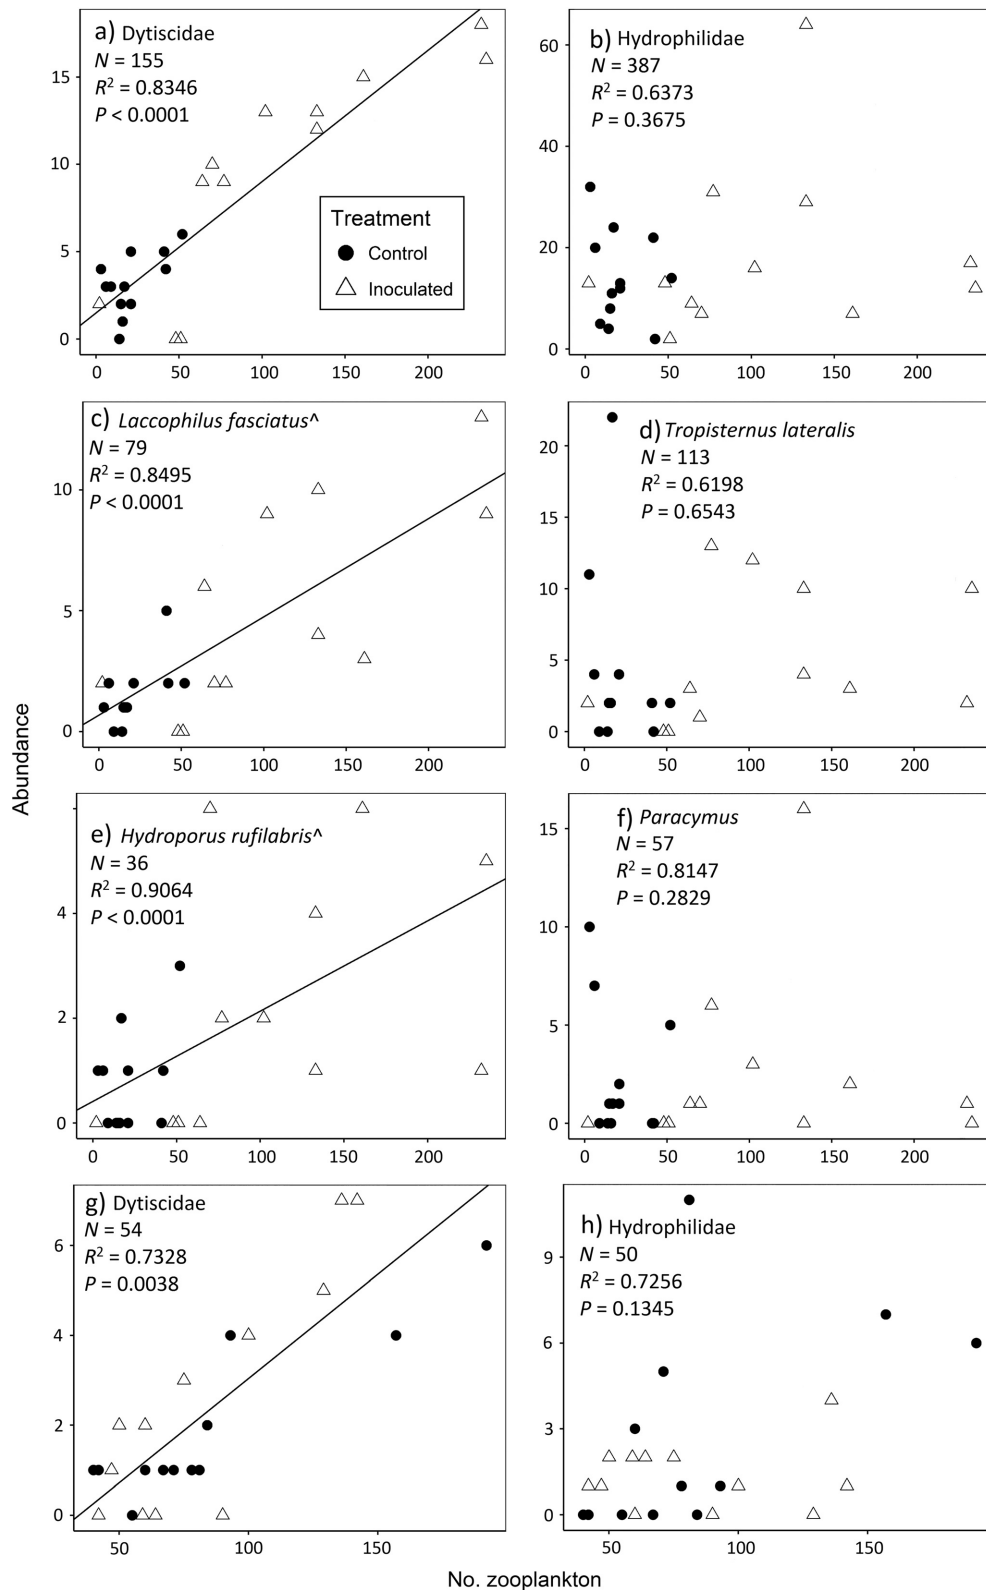 a) Dytiscidae
N = 155
R² = 0.8346
P < 0.0001
15
10
5
0
0 50 100 150 200
Treatment
Control
Inoculated
b) Hydrophilidae
N = 387
R² = 0.6373
P = 0.3675
60
40
20
0
0 50 100 150 200
c) Laccophilus fasciatus^
N = 79
R² = 0.8495
P < 0.0001
10
5
0
0 50 100 150 200
d) Tropisternus lateralis
N = 113
R² = 0.6198
P = 0.6543
20
15
10
5
0
0 50 100 150 200
Abundance
e) Hydroporus rufilabris^
N = 36
R² = 0.9064
P < 0.0001
4
2
0
0 50 100 150 200
f) Paracymus
N = 57
R² = 0.8147
P = 0.2829
15
10
5
0
0 50 100 150 200
g) Dytiscidae
N = 54
R² = 0.7328
P = 0.0038
6
4
2
0
50 100 150
h) Hydrophilidae
N = 50
R² = 0.7256
P = 0.1345
9
6
3
0
50 100 150
No. zooplankton